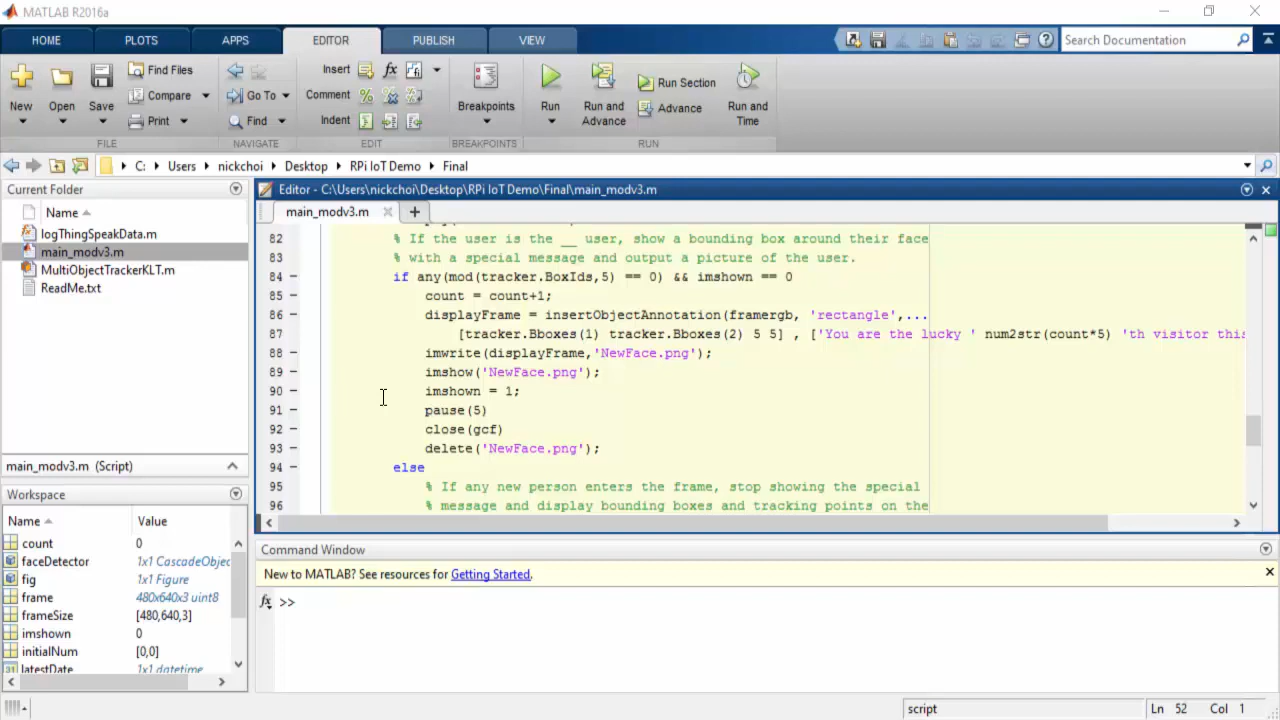 MATLAB R2016a
HOME PLOTS APPS EDITOR PUBLISH VIEW
Search Documentation
New Open Save Find Files Compare Print
Go To Find
Insert Comment Indent
Breakpoints
Run Run and Advance Run Section Advance Run and Time
FILE NAVIGATE EDIT BREAKPOINTS RUN
C: Users nickchoi Desktop RPi IoT Demo Final
Current Folder
Name
logThingSpeakData.m
main_modv3.m
MultiObjectTrackerKLT.m
ReadMe.txt
main_modv3.m (Script)
Workspace
Name Value
count 0
faceDetector 1x1 CascadeObjec
fig 1x1 Figure
frame 480x640x3 uint8
frameSize [480,640,3]
imshown 0
initialNum [0,0]
latestDate 1x1 datetime
Editor - C:\Users\nickchoi\Desktop\RPi IoT Demo\Final\main_modv3.m
main_modv3.m
82 % If the user is the __ user, show a bounding box around their face
83 % with a special message and output a picture of the user.
84 if any(mod(tracker.BoxIds,5) == 0) && imshown == 0
85 count = count+1;
86 displayFrame = insertObjectAnnotation(framergb, 'rectangle',...
87 [tracker.Bboxes(1) tracker.Bboxes(2) 5 5] , ['You are the lucky ' num2str(count*5) 'th visitor this
88 imwrite(displayFrame,'NewFace.png');
89 imshow('NewFace.png');
90 imshown = 1;
91 pause(5)
92 close(gcf)
93 delete('NewFace.png');
94 else
95 % If any new person enters the frame, stop showing the special
96 % message and display bounding boxes and tracking points on the
Command Window
New to MATLAB? See resources for Getting Started.
fx >>
script Ln 52 Col 1